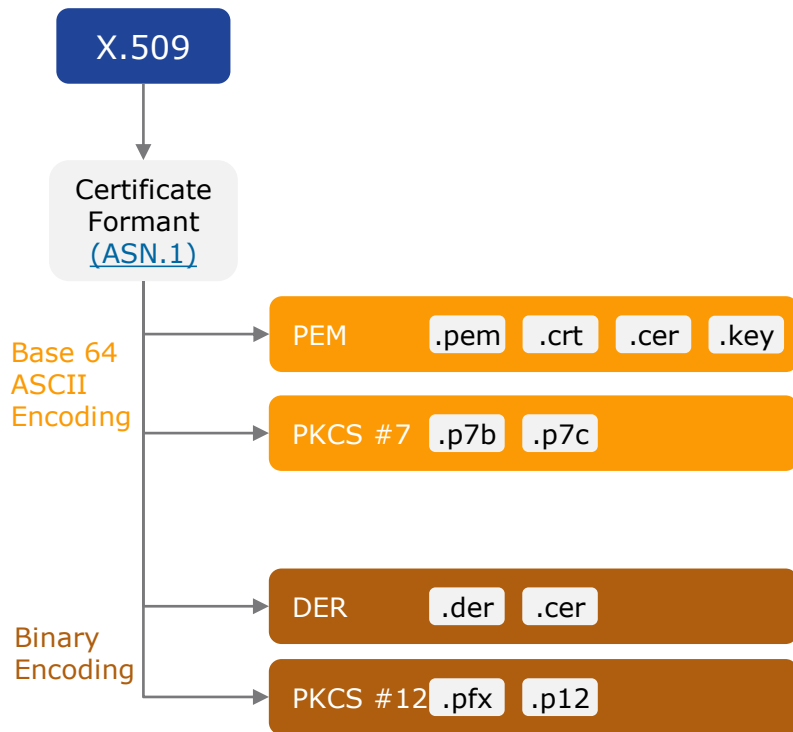 X.509
Certificate
Formant
(ASN.1)
Base 64
ASCII
Encoding
PEM .pem .crt .cer .key
PKCS #7 .p7b .p7c
Binary
Encoding
DER .der .cer
PKCS #12 .pfx .p12